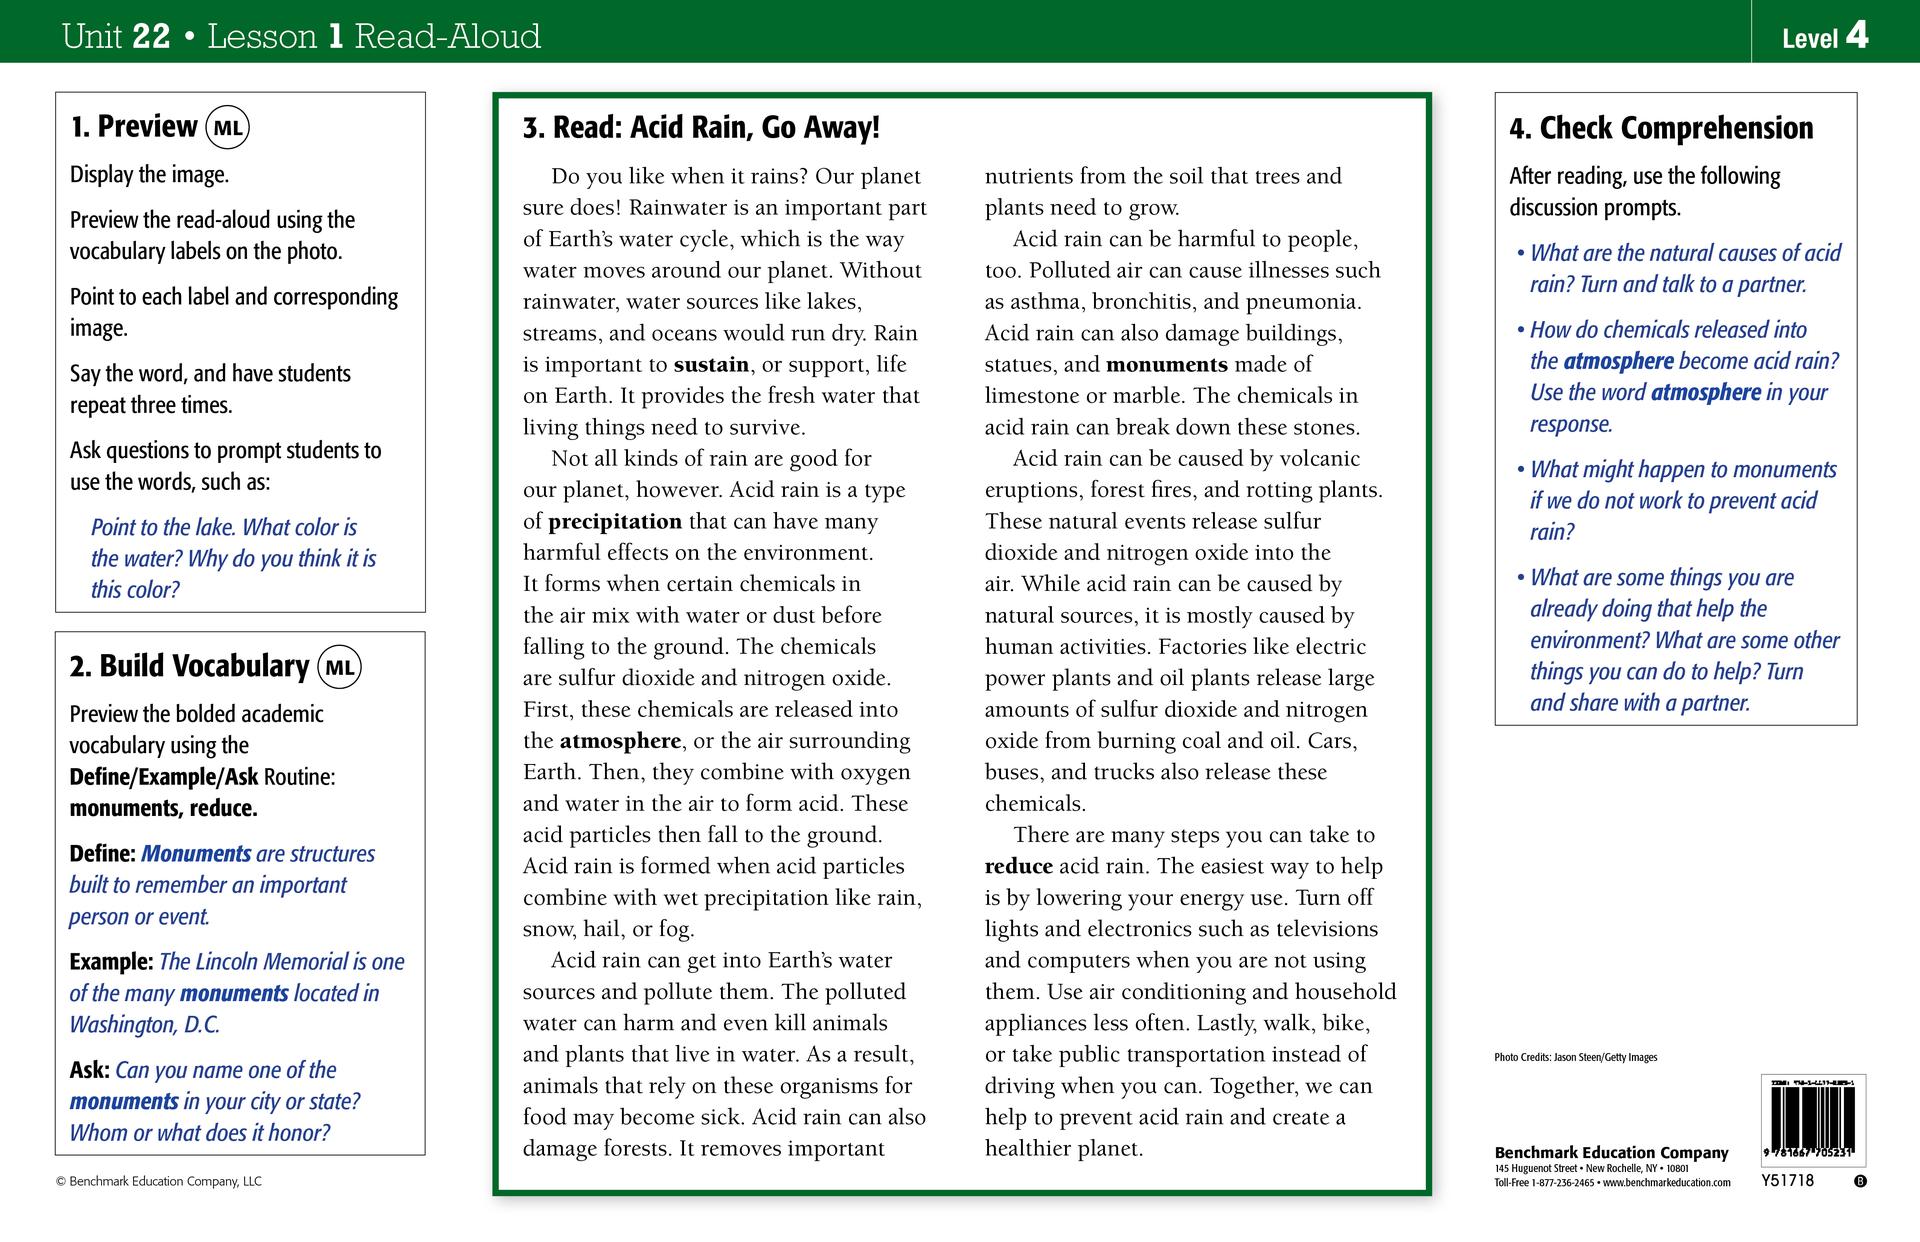 Unit 22 • Lesson 1 Read-Aloud
Level 4
1. Preview ML
Display the image.
Preview the read-aloud using the
vocabulary labels on the photo.
Point to each label and corresponding
image.
Say the word, and have students
repeat three times.
Ask questions to prompt students to
use the words, such as:
Point to the lake. What color is
the water? Why do you think it is
this color?
2. Build Vocabulary ML
Preview the bolded academic
vocabulary using the
Define/Example/Ask Routine:
monuments, reduce.
Define: Monuments are structures
built to remember an important
person or event.
Example: The Lincoln Memorial is one
of the many monuments located in
Washington, D.C.
Ask: Can you name one of the
monuments in your city or state?
Whom or what does it honor?
© Benchmark Education Company, LLC
3. Read: Acid Rain, Go Away!
Do you like when it rains? Our planet
sure does! Rainwater is an important part
of Earth's water cycle, which is the way
water moves around our planet. Without
rainwater, water sources like lakes,
streams, and oceans would run dry. Rain
is important to sustain, or support, life
on Earth. It provides the fresh water that
living things need to survive.
Not all kinds of rain are good for
our planet, however. Acid rain is a type
of precipitation that can have many
harmful effects on the environment.
It forms when certain chemicals in
the air mix with water or dust before
falling to the ground. The chemicals
are sulfur dioxide and nitrogen oxide.
First, these chemicals are released into
the atmosphere, or the air surrounding
Earth. Then, they combine with oxygen
and water in the air to form acid. These
acid particles then fall to the ground.
Acid rain is formed when acid particles
combine with wet precipitation like rain,
snow, hail, or fog.
Acid rain can get into Earth's water
sources and pollute them. The polluted
water can harm and even kill animals
and plants that live in water. As a result,
animals that rely on these organisms for
food may become sick. Acid rain can also
damage forests. It removes important
nutrients from the soil that trees and
plants need to grow.
Acid rain can be harmful to people,
too. Polluted air can cause illnesses such
as asthma, bronchitis, and pneumonia.
Acid rain can also damage buildings,
statues, and monuments made of
limestone or marble. The chemicals in
acid rain can break down these stones.
Acid rain can be caused by volcanic
eruptions, forest fires, and rotting plants.
These natural events release sulfur
dioxide and nitrogen oxide into the
air. While acid rain can be caused by
natural sources, it is mostly caused by
human activities. Factories like electric
power plants and oil plants release large
amounts of sulfur dioxide and nitrogen
oxide from burning coal and oil. Cars,
buses, and trucks also release these
chemicals.
There are many steps you can take to
reduce acid rain. The easiest way to help
is by lowering your energy use. Turn off
lights and electronics such as televisions
and computers when you are not using
them. Use air conditioning and household
appliances less often. Lastly, walk, bike,
or take public transportation instead of
driving when you can. Together, we can
help to prevent acid rain and create a
healthier planet.
4. Check Comprehension
After reading, use the following
discussion prompts.
• What are the natural causes of acid
rain? Turn and talk to a partner.
• How do chemicals released into
the atmosphere become acid rain?
Use the word atmosphere in your
response.
• What might happen to monuments
if we do not work to prevent acid
rain?
• What are some things you are
already doing that help the
environment? What are some other
things you can do to help? Turn
and share with a partner.
Photo Credits: Jason Steen/Getty Images
Benchmark Education Company
145 Huguenot Street • New Rochelle, NY • 10801
Toll-Free 1-877-236-2465 • www.benchmarkeducation.com
9 781667 705231
Y51718
B